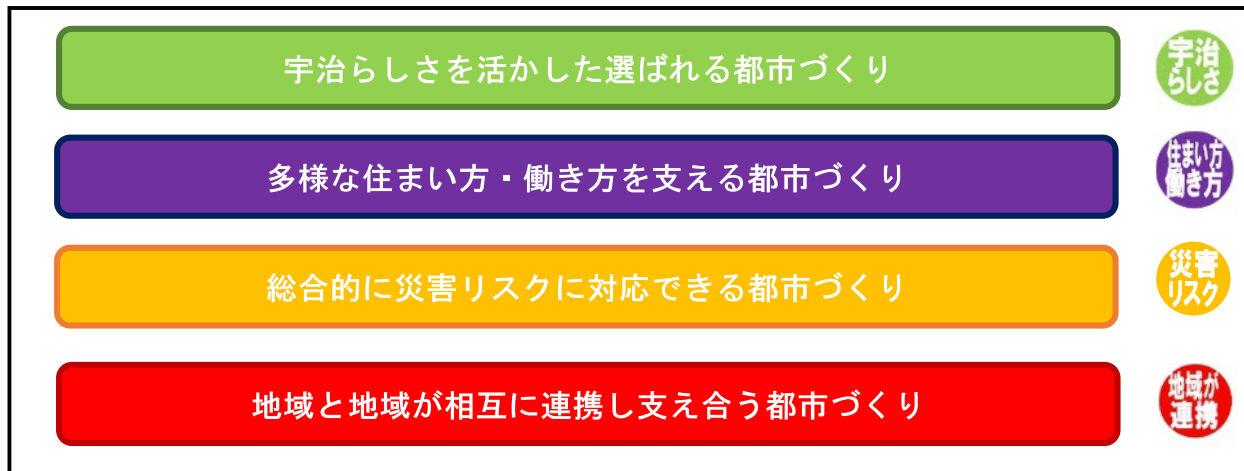 宇治らしさを活かした選ばれる都市づくり
宇治
らしさ
多様な住まい方・働き方を支える都市づくり
住まい方
働き方
総合的に災害リスクに対応できる都市づくり
災害
リスク
地域と地域が相互に連携し支え合う都市づくり
地域が
連携